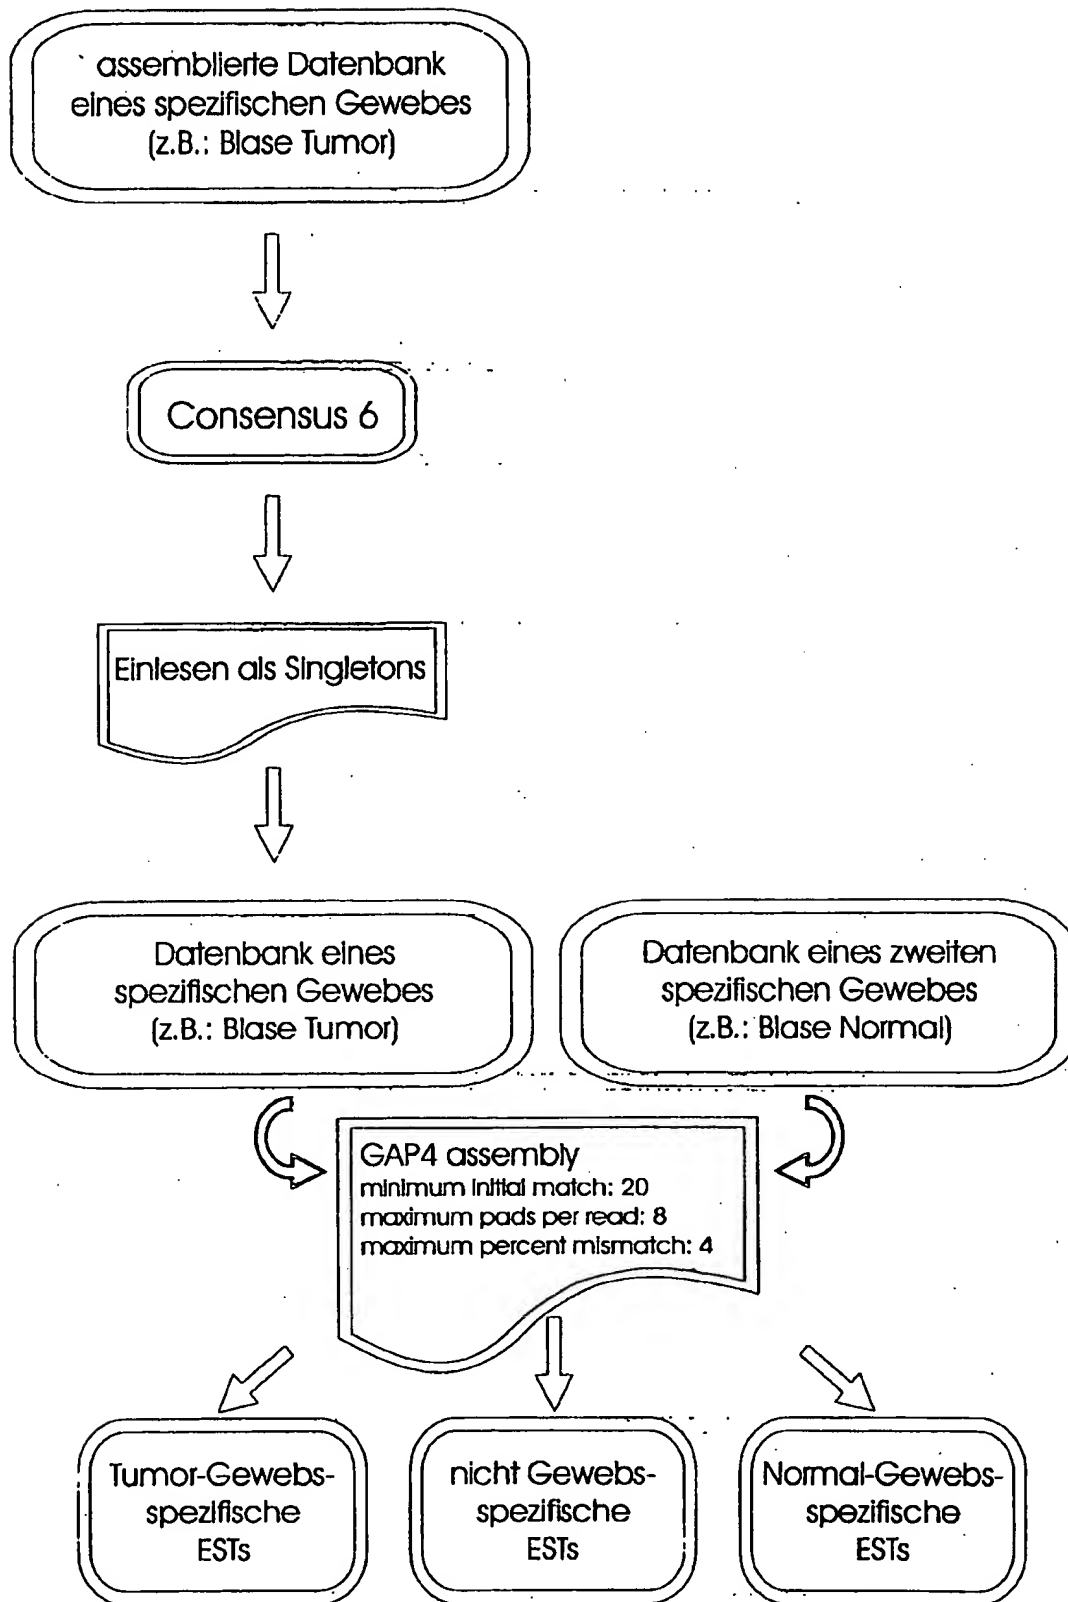 assemblierte Datenbank
eines spezifischen Gewebes
(z.B.: Blase Tumor)
Consensus 6
Einlesen als Singletons
Datenbank eines
spezifischen Gewebes
(z.B.: Blase Tumor)
Datenbank eines zweiten
spezifischen Gewebes
(z.B.: Blase Normal)
GAP4 assembly
minimum initial match: 20
maximum pads per read: 8
maximum percent mismatch: 4
Tumor-Gewebs-
spezifische
ESTs
nicht Gewebs-
spezifische
ESTs
Normal-Gewebs-
spezifische
ESTs